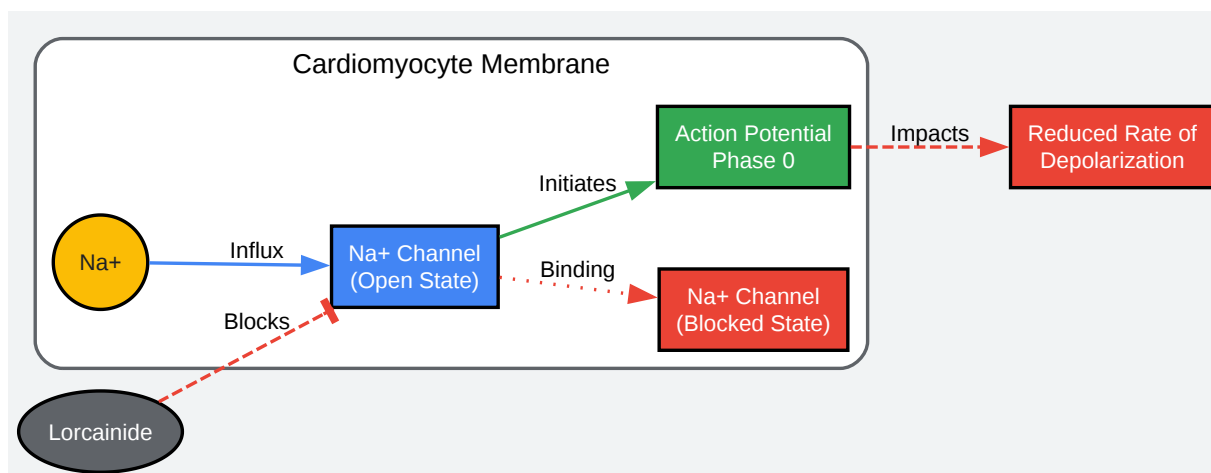 Cardiomyocyte Membrane
Action Potential
Phase 0
Impacts
Reduced Rate of
Depolarization
Initiates
Na+
Influx
Na+ Channel
(Open State)
Binding
Na+ Channel
(Blocked State)
Blocks
Lorcainide